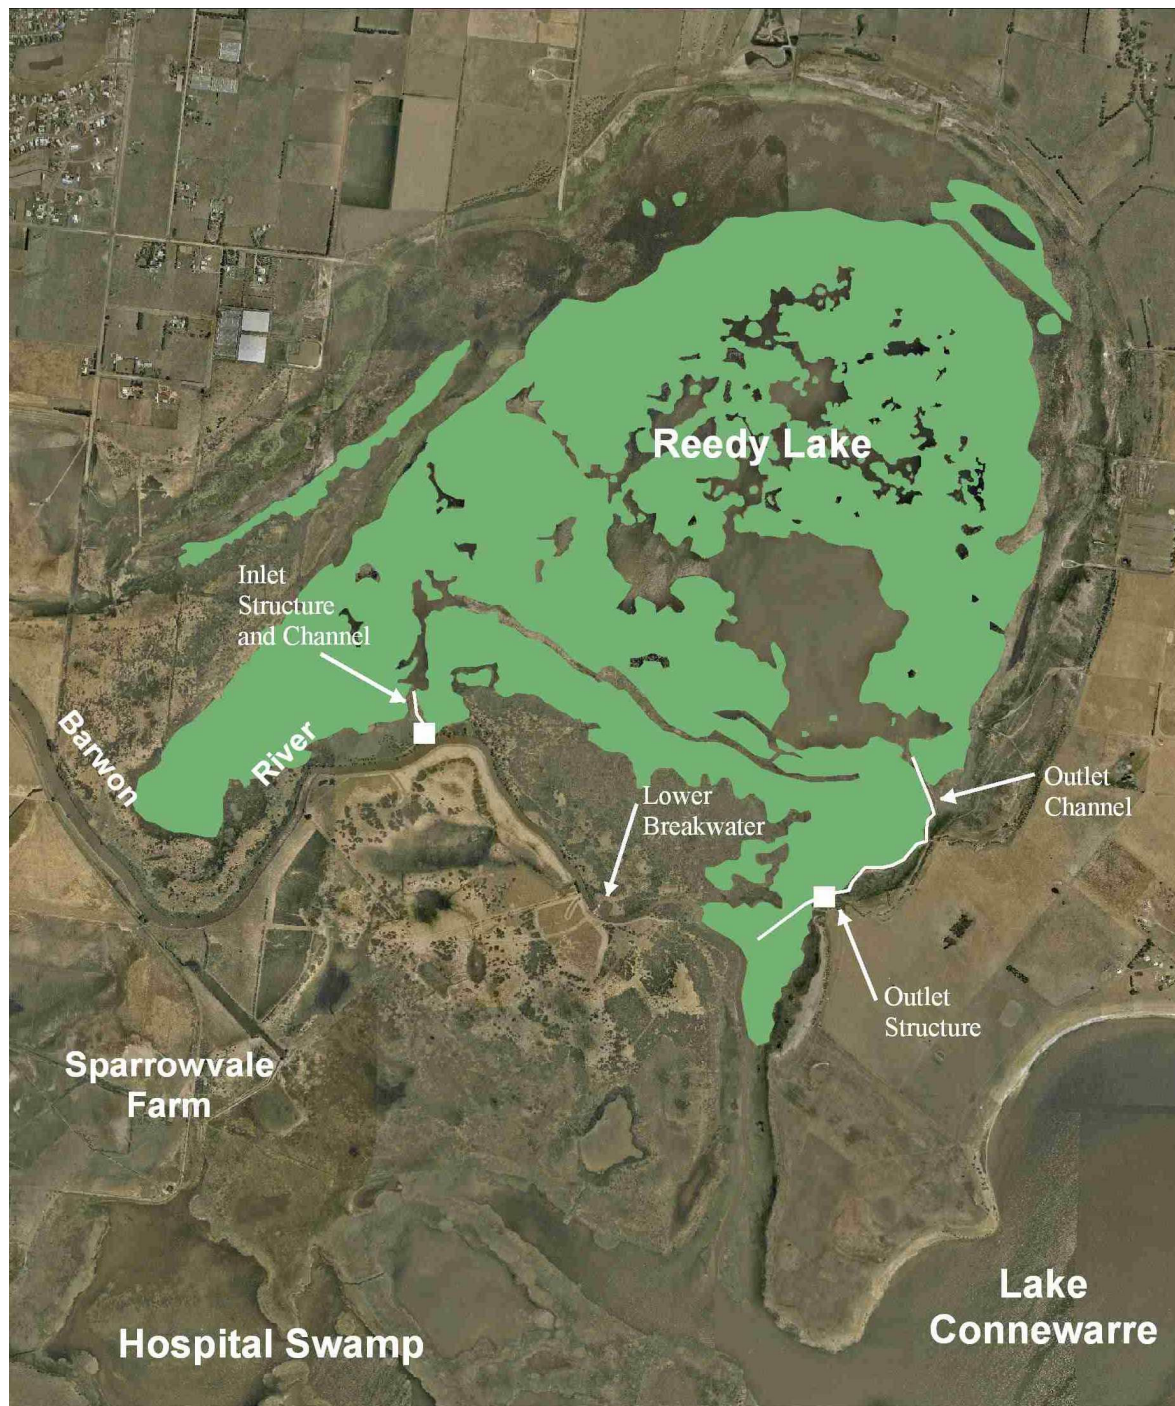 Reedy Lake
Inlet
Structure
and Channel
Barwon
River
Lower
Breakwater
Outlet
Channel
Outlet
Structure
Sparrowvale
Farm
Hospital Swamp
Lake
Connewarre